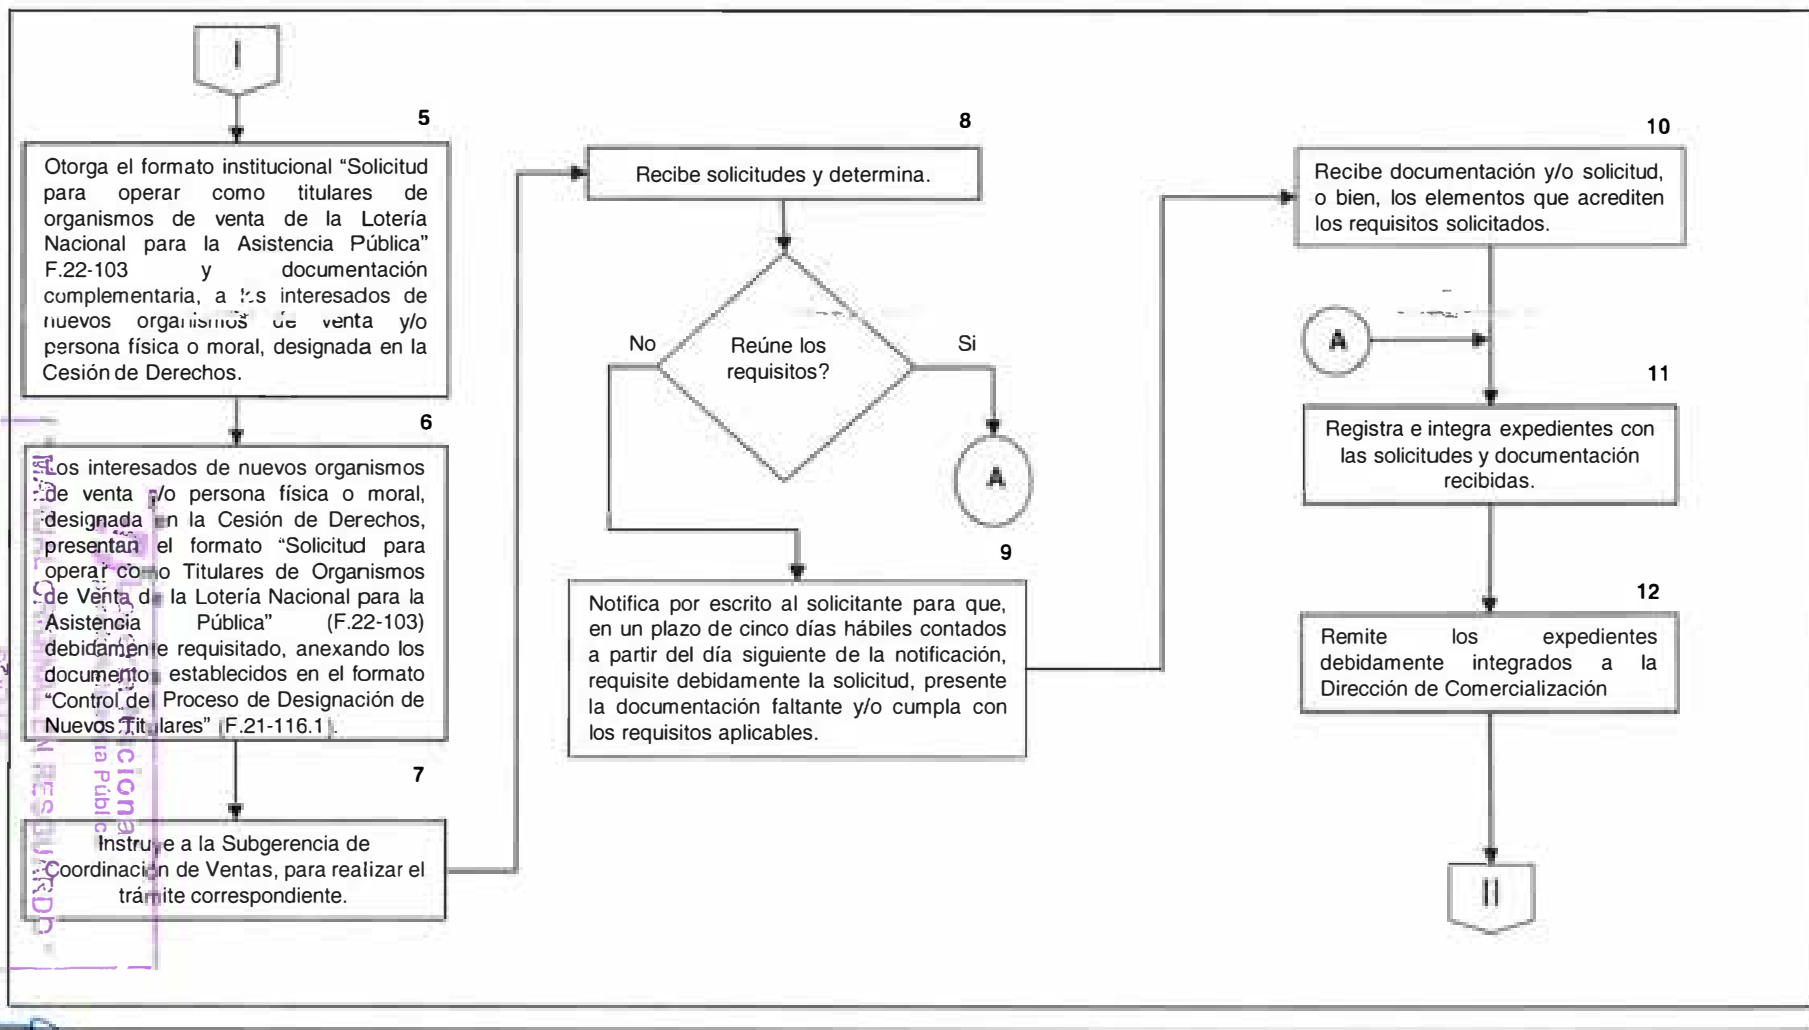 I
5
Otorga el formato institucional “Solicitud
para operar como titulares de
organismos de venta de la Lotería
Nacional para la Asistencia Pública”
F.22-103 y documentación
complementaria, a los interesados de
nuevos organismos de venta y/o
persona física o moral, designada en la
Cesión de Derechos.
6
Los interesados de nuevos organismos
de venta y/o persona física o moral,
designada en la Cesión de Derechos,
presentan el formato “Solicitud para
operar como Titulares de Organismos
de Venta de la Lotería Nacional para la
Asistencia Pública” (F.22-103)
debidamente requisitado, anexando los
documentos establecidos en el formato
“Control del Proceso de Designación de
Nuevos Titulares” (F.21-116.1).
7
Instruye a la Subgerencia de
Coordinación de Ventas, para realizar el
trámite correspondiente.
8
Recibe solicitudes y determina.
Reúne los
requisitos?
No
Si
A
9
Notifica por escrito al solicitante para que,
en un plazo de cinco días hábiles contados
a partir del día siguiente de la notificación,
requisite debidamente la solicitud, presente
la documentación faltante y/o cumpla con
los requisitos aplicables.
10
Recibe documentación y/o solicitud,
o bien, los elementos que acrediten
los requisitos solicitados.
A
11
Registra e integra expedientes con
las solicitudes y documentación
recibidas.
12
Remite los expedientes
debidamente integrados a la
Dirección de Comercialización
II